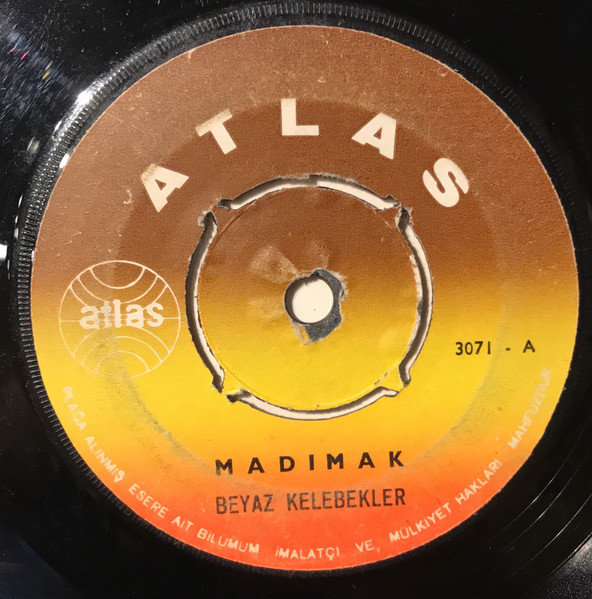 ATLAS
atlas
3071 - A
MADIMAK
BEYAZ KELEBEKLER
PLAĞA ALINMIŞ ESERE AİT BİLUMUM İMALATÇI VE, MÜLKİYET HAKLARI MAHFUZDUR